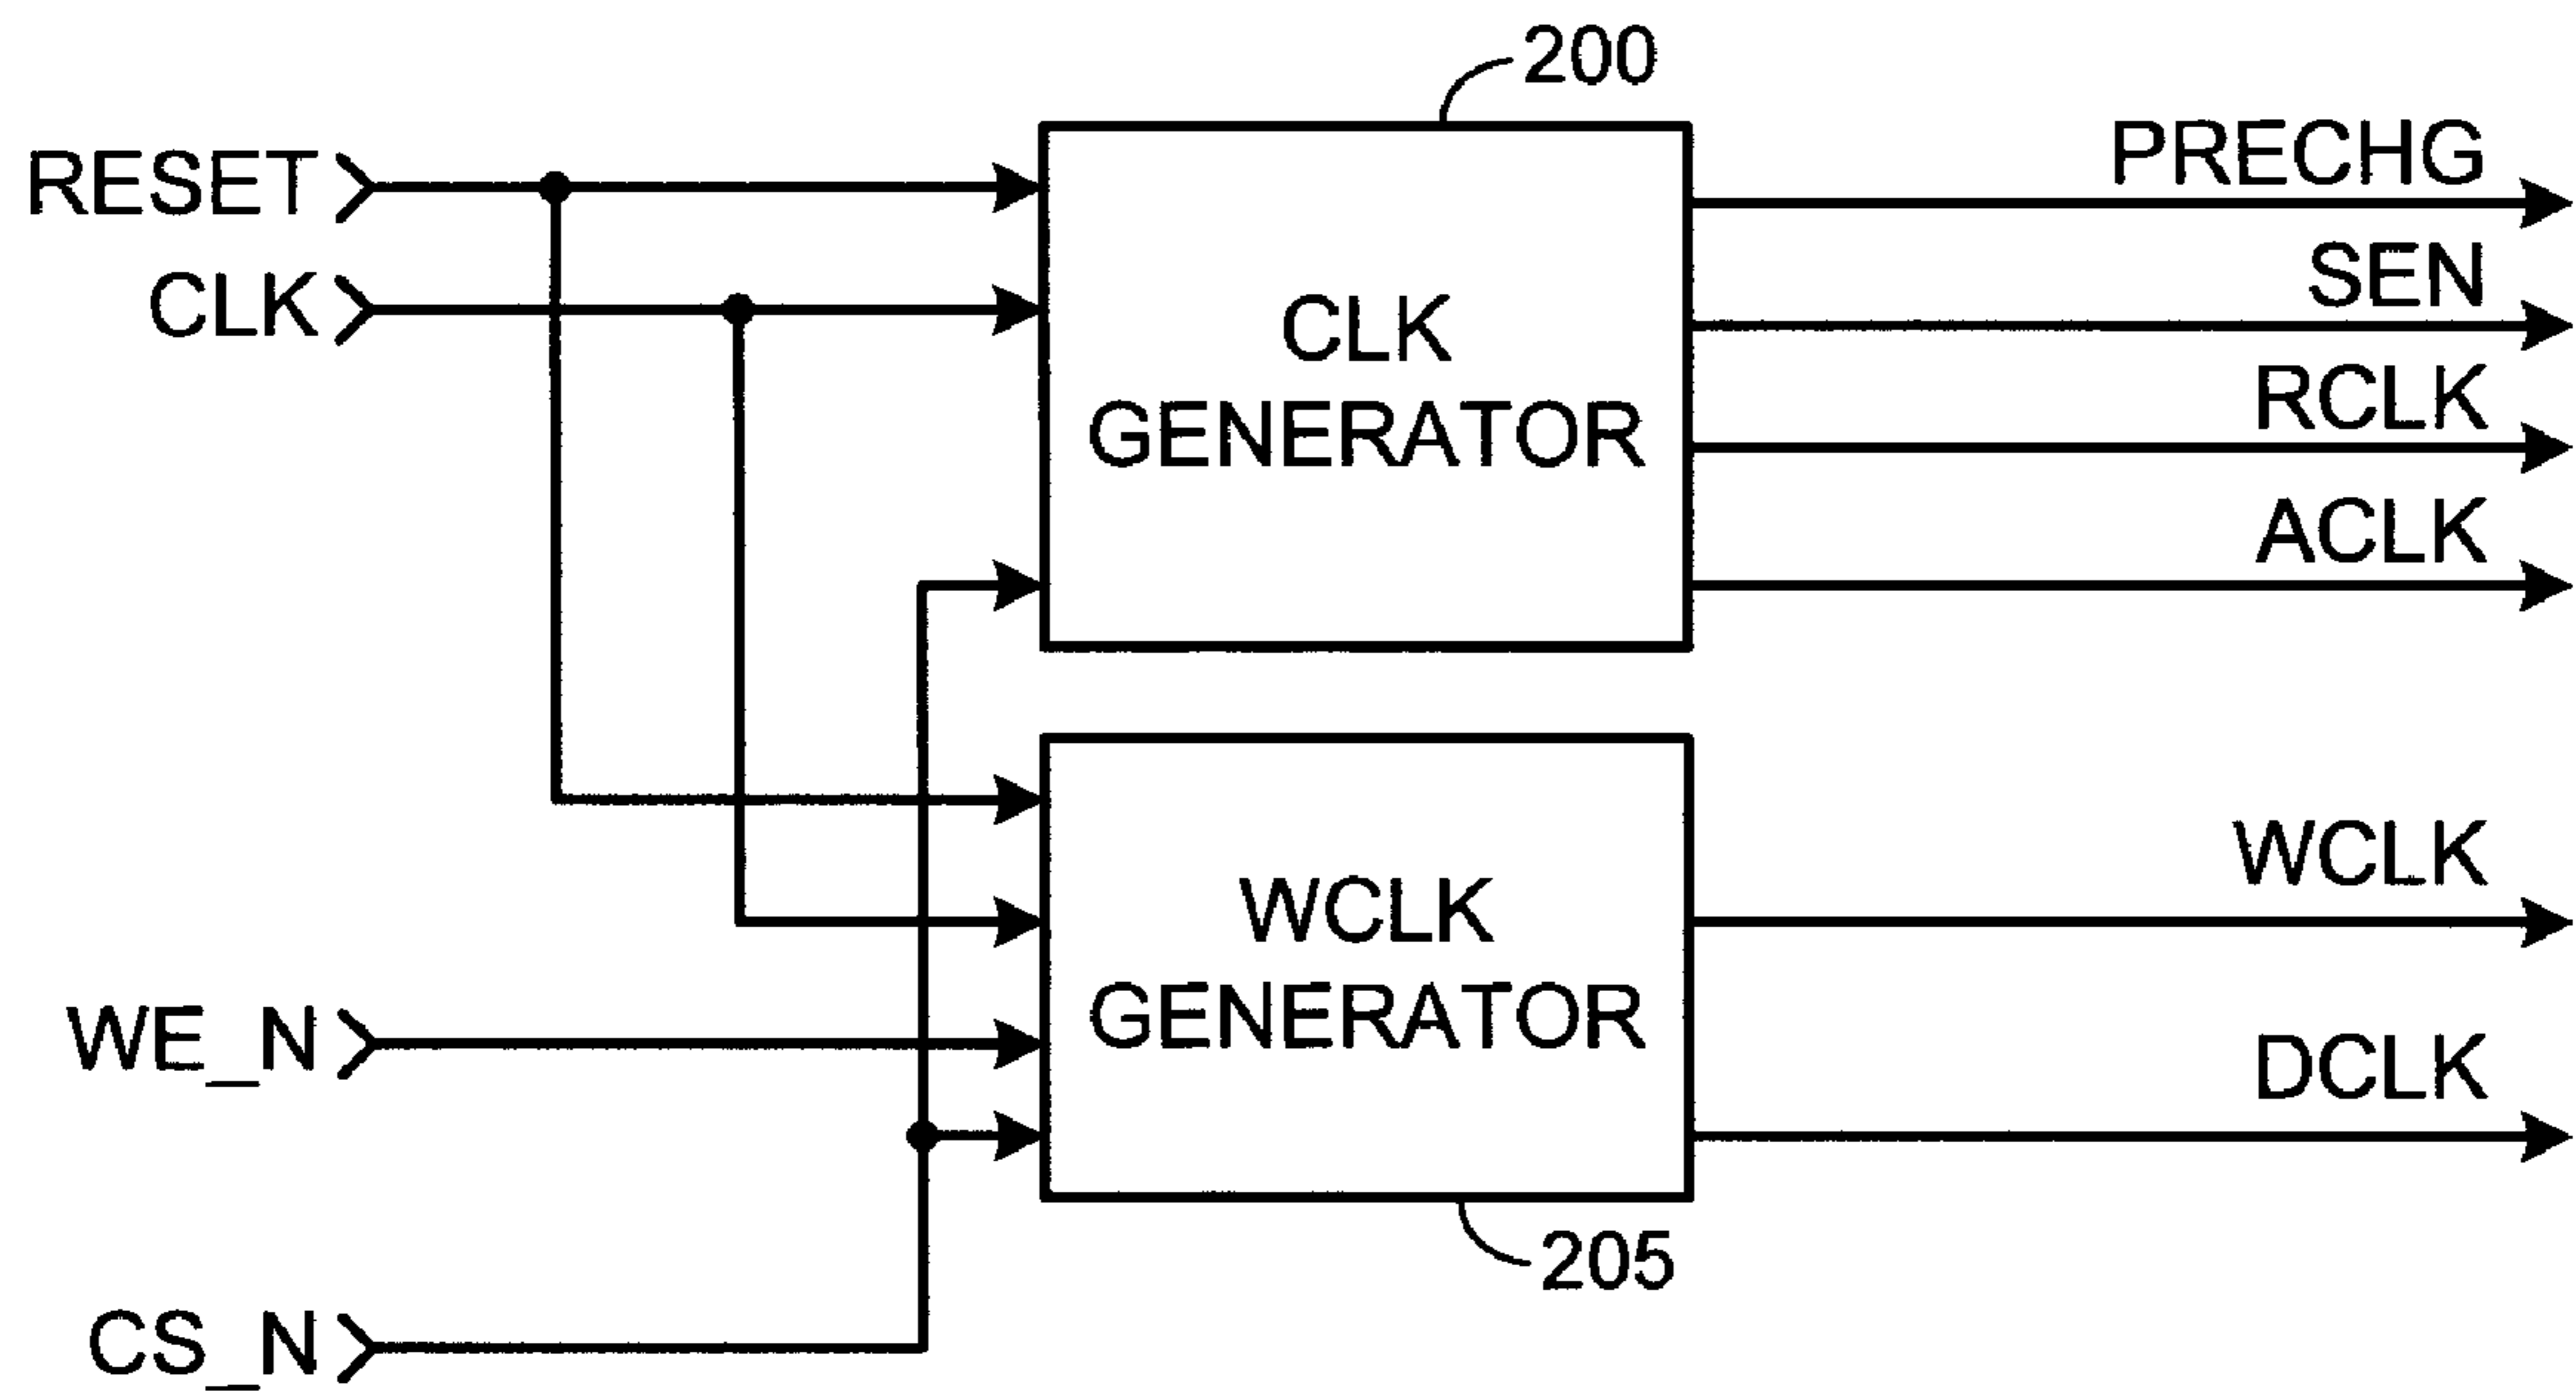 200
RESET
CLK
CLK
GENERATOR
PRECHG
SEN
RCLK
ACLK
WE_N
CS_N
WCLK
GENERATOR
WCLK
DCLK
205